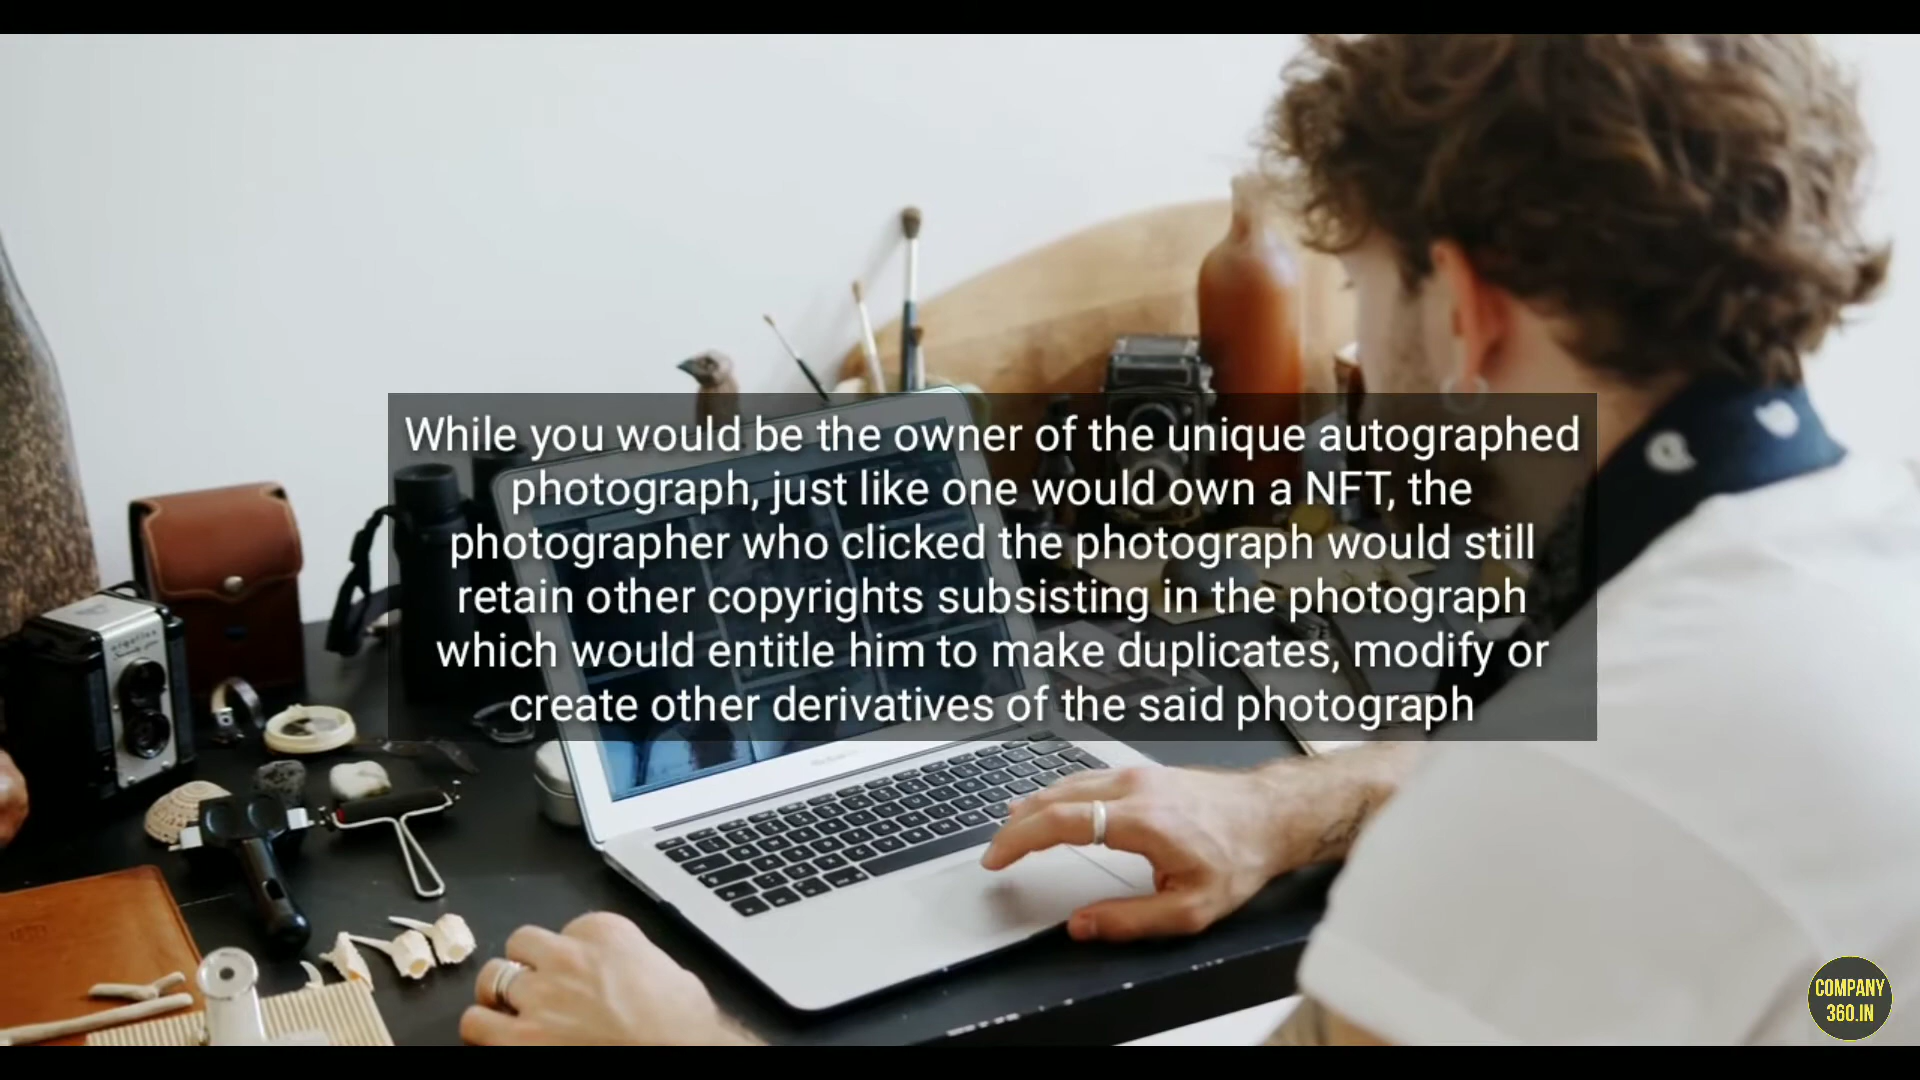 While you would be the owner of the unique autographed
photograph, just like one would own a NFT, the
photographer who clicked the photograph would still
retain other copyrights subsisting in the photograph
which would entitle him to make duplicates, modify or
create other derivatives of the said photograph
COMPANY
360.IN